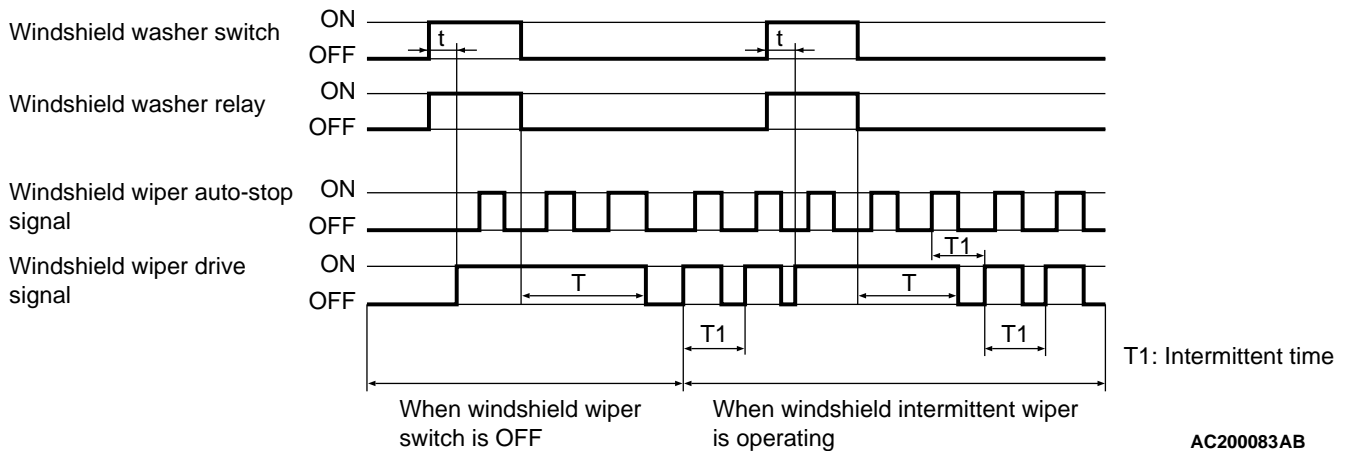 Windshield washer switch
ON
OFF
t
t
Windshield washer relay
ON
OFF
Windshield wiper auto-stop
signal
ON
OFF
T1
Windshield wiper drive
signal
ON
OFF
T
T
T1
T1
T1: Intermittent time
When windshield wiper
switch is OFF
When windshield intermittent wiper
is operating
AC200083AB